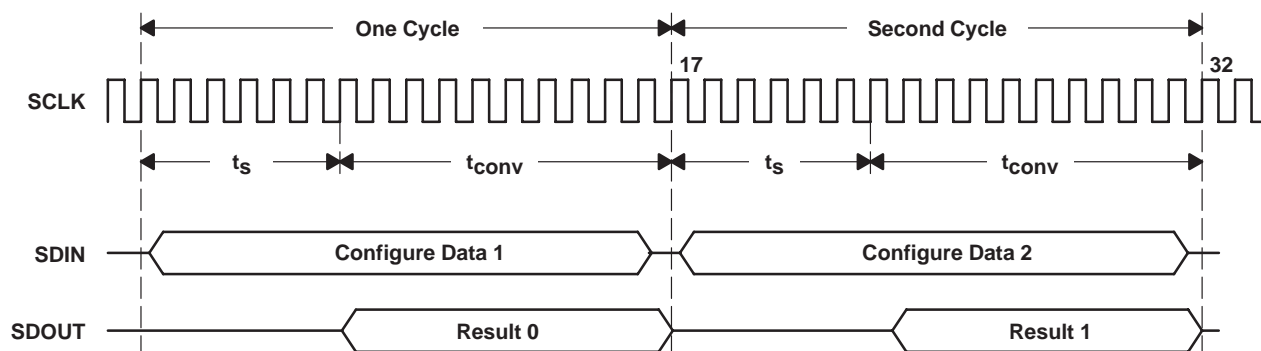 One Cycle
Second Cycle
17
32
SCLK
tS
tconv
tS
tconv
SDIN
Configure Data 1
Configure Data 2
SDOUT
Result 0
Result 1